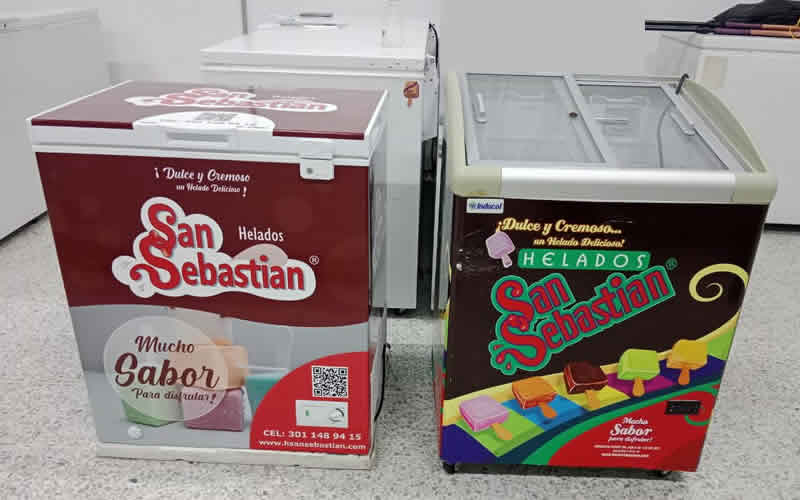 ¡ Dulce y Cremoso
un Helado Delicioso !
Helados
San
Sebastian®
Mucho
Sabor
Para disfrutar!
CEL: 301 148 94 15
www.hsansebastian.com
San
Sebastian
Inducol
¡Dulce y Cremoso...
un Helado Delicioso!
HELADOS
San
Sebastian®
Mucho
Sabor
para disfrutar!